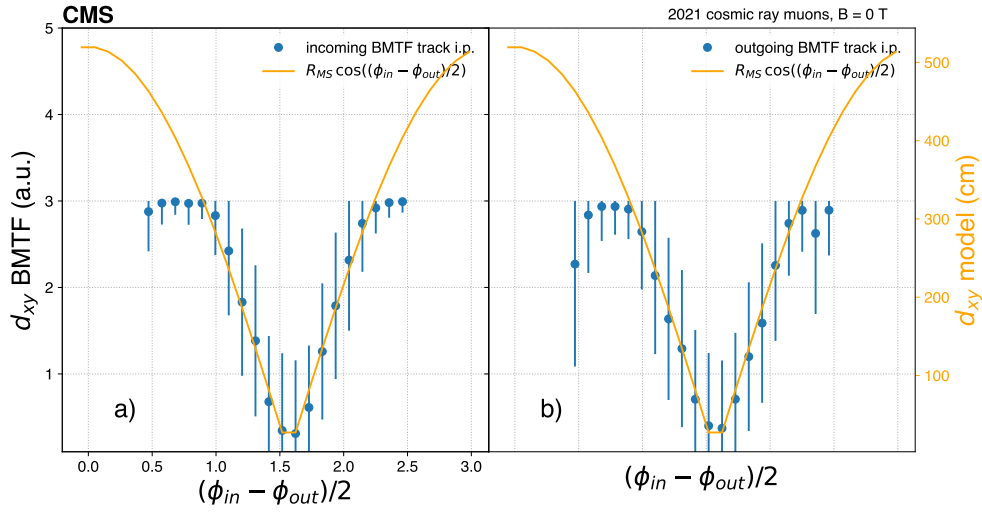 CMS
2021 cosmic ray muons, B = 0 T
incoming BMTF track i.p.
R_MS cos((ϕ_in − ϕ_out)/2)
outgoing BMTF track i.p.
R_MS cos((ϕ_in − ϕ_out)/2)
5
4
3
2
1
d_xy BMTF (a.u.)
a)
b)
500
400
300
200
100
d_xy model (cm)
0.0 0.5 1.0 1.5 2.0 2.5 3.0
(ϕ_in − ϕ_out)/2
(ϕ_in − ϕ_out)/2